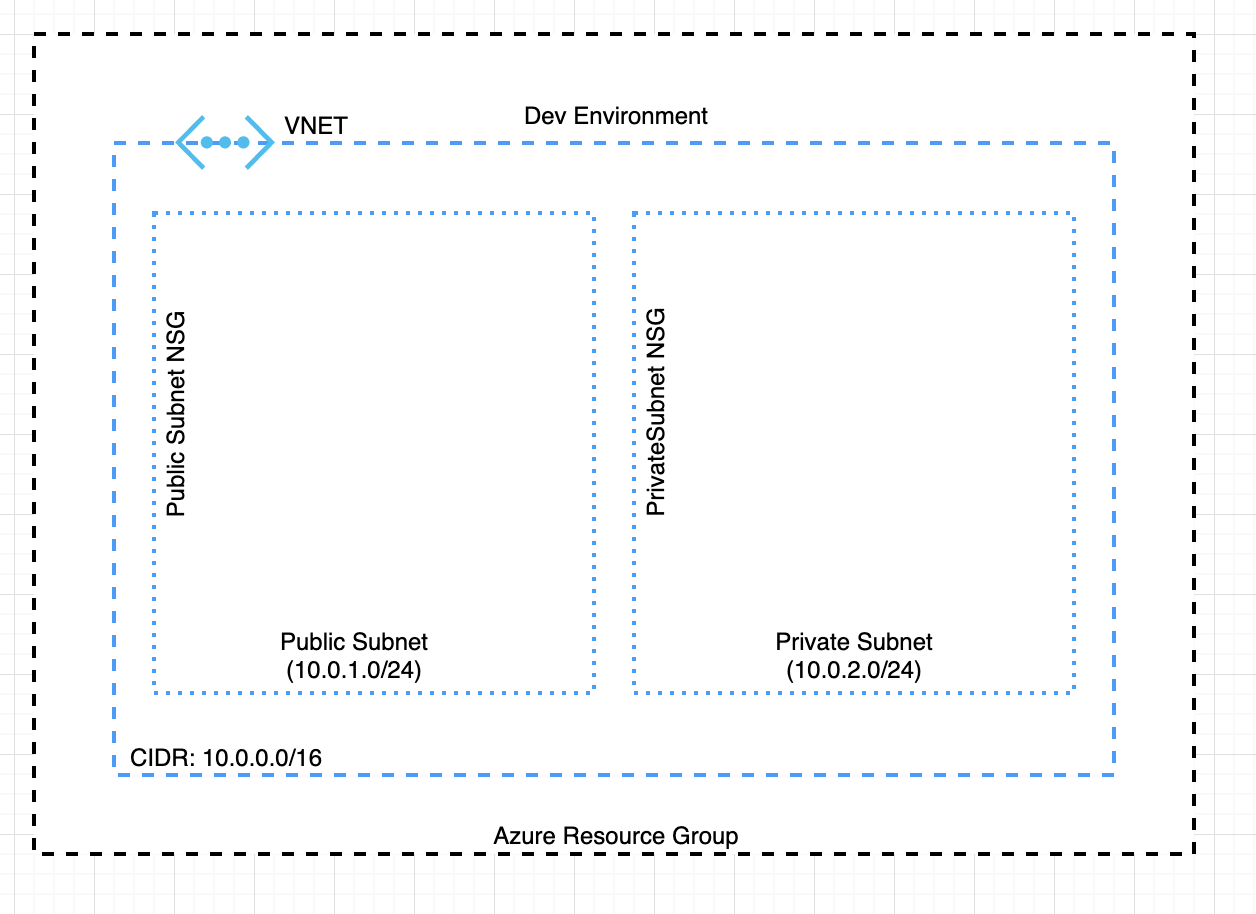 Dev Environment
VNET
Public Subnet NSG
PrivateSubnet NSG
Public Subnet
(10.0.1.0/24)
Private Subnet
(10.0.2.0/24)
CIDR: 10.0.0.0/16
Azure Resource Group